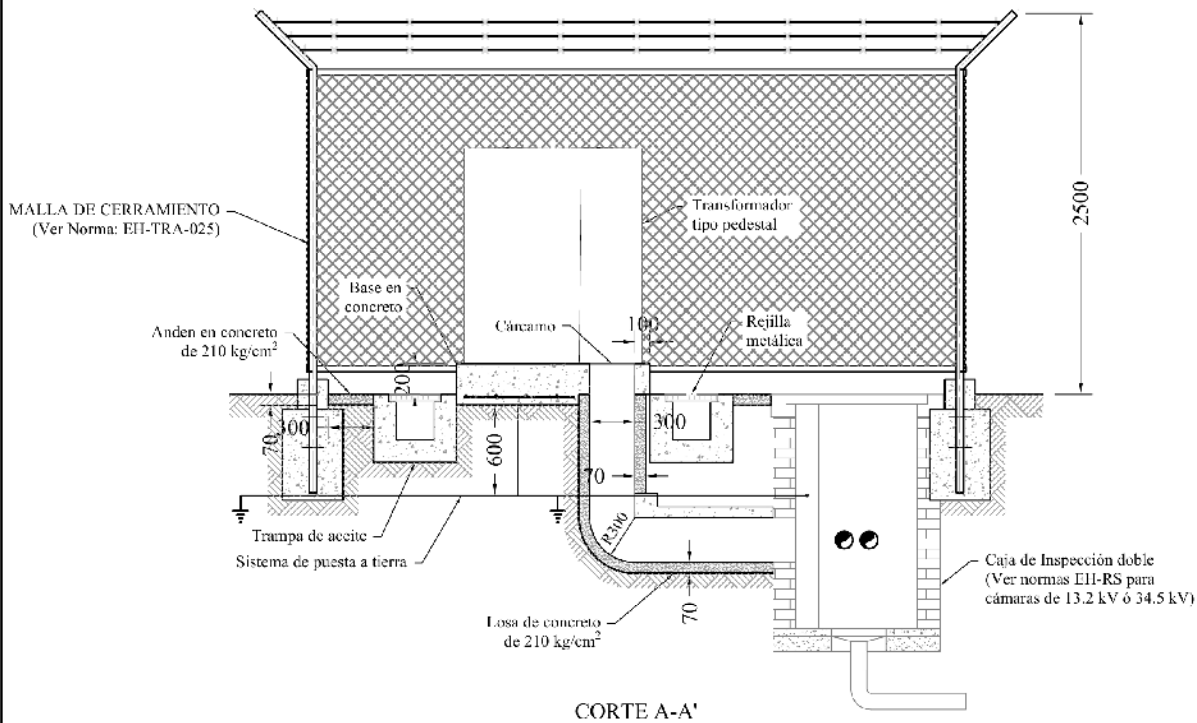 2500
MALLA DE CERRAMIENTO
(Ver Norma: EH-TRA-025)
Transformador
tipo pedestal
Base en
concreto
Anden en concreto
de 210 kg/cm²
Cárcamo
100
Rejilla
metálica
200
300
70
600
300
70
R300
Trampa de aceite
Sistema de puesta a tierra
70
Losa de concreto
de 210 kg/cm²
Caja de Inspección doble
(Ver normas EH-RS para
cámaras de 13.2 kV ó 34.5 kV)
CORTE A-A'